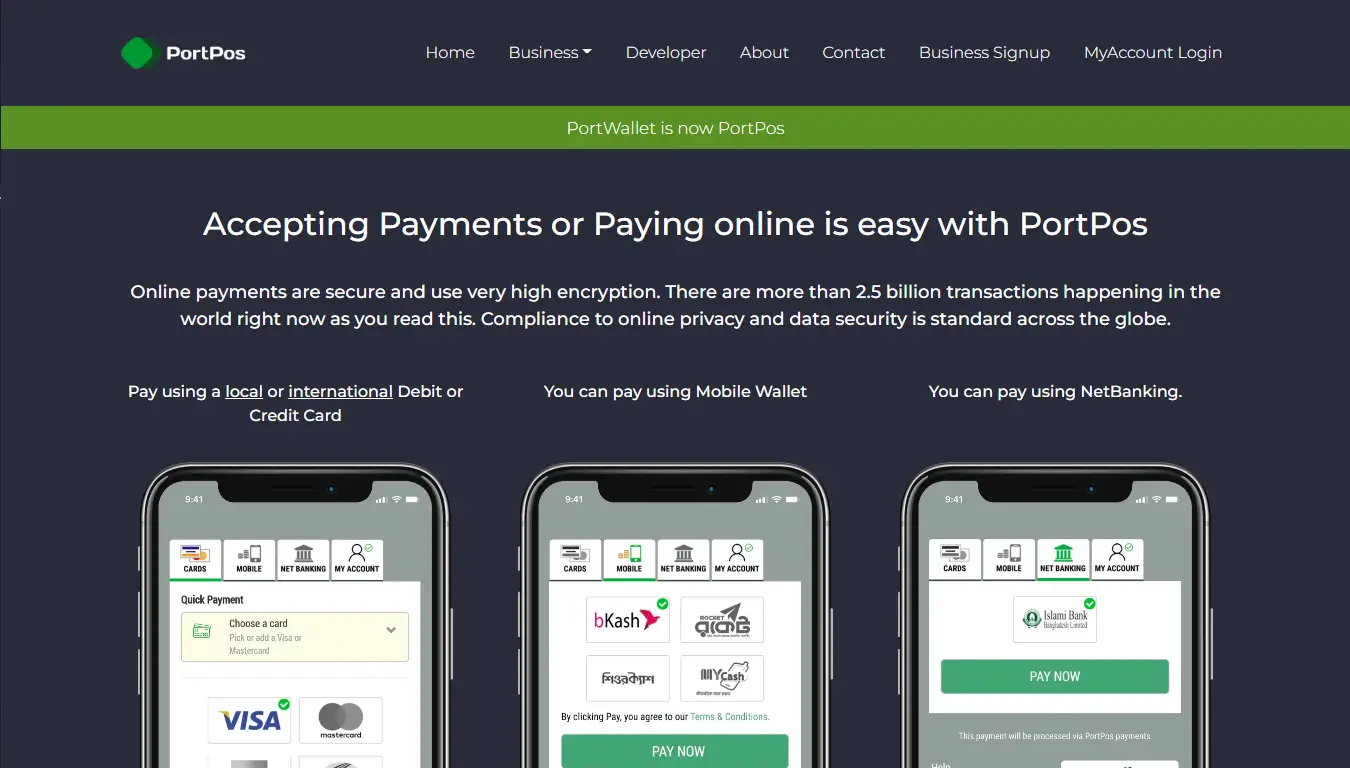 PortPos
Home Business Developer About Contact Business Signup MyAccount Login
PortWallet is now PortPos
Accepting Payments or Paying online is easy with PortPos
Online payments are secure and use very high encryption. There are more than 2.5 billion transactions happening in the
world right now as you read this. Compliance to online privacy and data security is standard across the globe.
Pay using a local or international Debit or
Credit Card
9:41
CARDS MOBILE NET BANKING MY ACCOUNT
Quick Payment
Choose a card
Pick or add a Visa or
Mastercard
VISA mastercard
You can pay using Mobile Wallet
9:41
CARDS MOBILE NET BANKING MY ACCOUNT
bKash ROCKET
রকেট
শিওরক্যাশ MYCash
By clicking Pay, you agree to our Terms & Conditions.
PAY NOW
You can pay using NetBanking.
9:41
CARDS MOBILE NET BANKING MY ACCOUNT
Islami Bank
Bangladesh Limited
PAY NOW
This payment will be processed via PortPos payments
Help